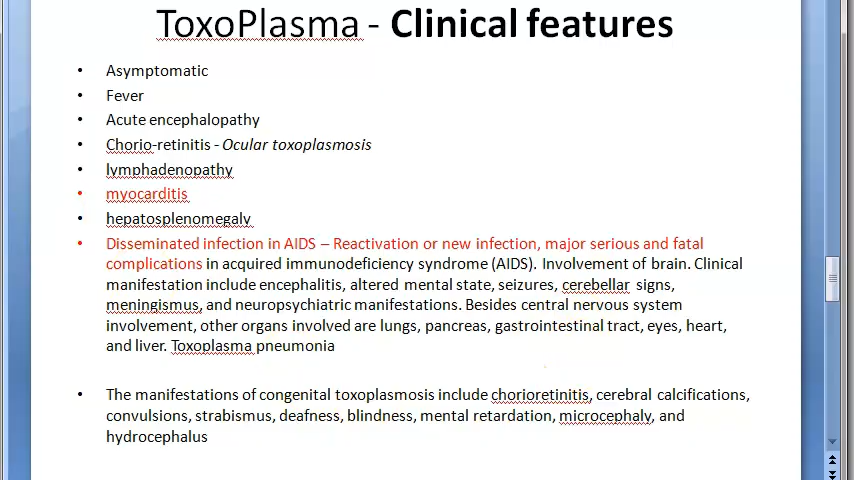 ToxoPlasma - Clinical features
• Asymptomatic
• Fever
• Acute encephalopathy
• Chorio-retinitis - Ocular toxoplasmosis
• lymphadenopathy
• myocarditis
• hepatosplenomegaly
• Disseminated infection in AIDS – Reactivation or new infection, major serious and fatal
complications in acquired immunodeficiency syndrome (AIDS). Involvement of brain. Clinical
manifestation include encephalitis, altered mental state, seizures, cerebellar signs,
meningismus, and neuropsychiatric manifestations. Besides central nervous system
involvement, other organs involved are lungs, pancreas, gastrointestinal tract, eyes, heart,
and liver. Toxoplasma pneumonia
• The manifestations of congenital toxoplasmosis include chorioretinitis, cerebral calcifications,
convulsions, strabismus, deafness, blindness, mental retardation, microcephaly, and
hydrocephalus